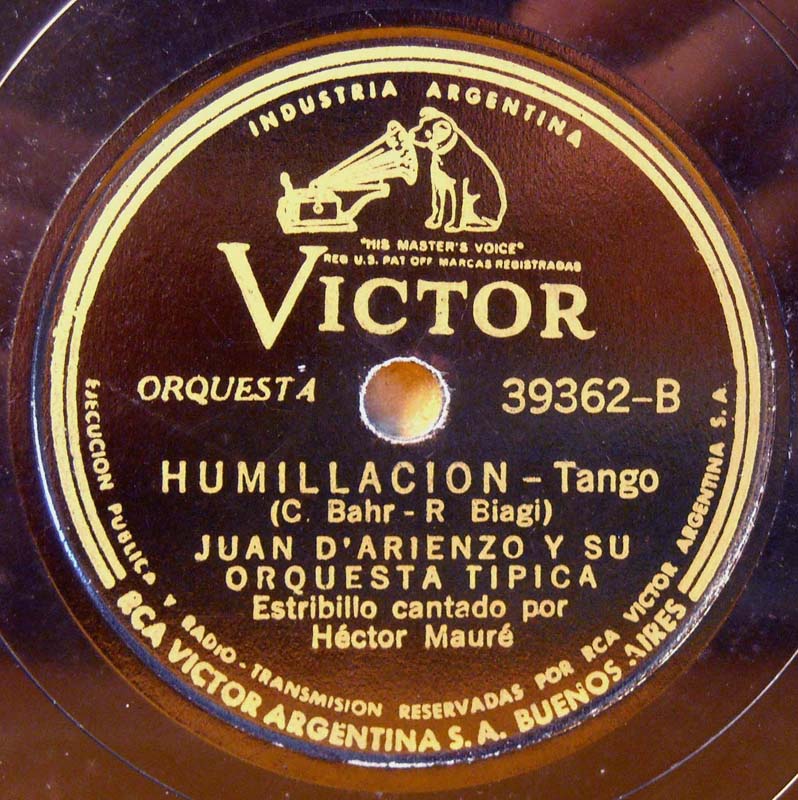 INDUSTRIA ARGENTINA
"HIS MASTER'S VOICE"
REG U.S. PAT OFF MARCAS REGISTRADAS
VICTOR
ORQUESTA
39362-B
HUMILLACION - Tango
(C. Bahr - R Biagi)
JUAN D'ARIENZO Y SU
ORQUESTA TIPICA
Estribillo cantado por
Héctor Mauré
EJECUCION PUBLICA Y RADIO-TRANSMISION RESERVADAS POR RCA VICTOR ARGENTINA S. A.
RCA VICTOR ARGENTINA S. A. BUENOS AIRES